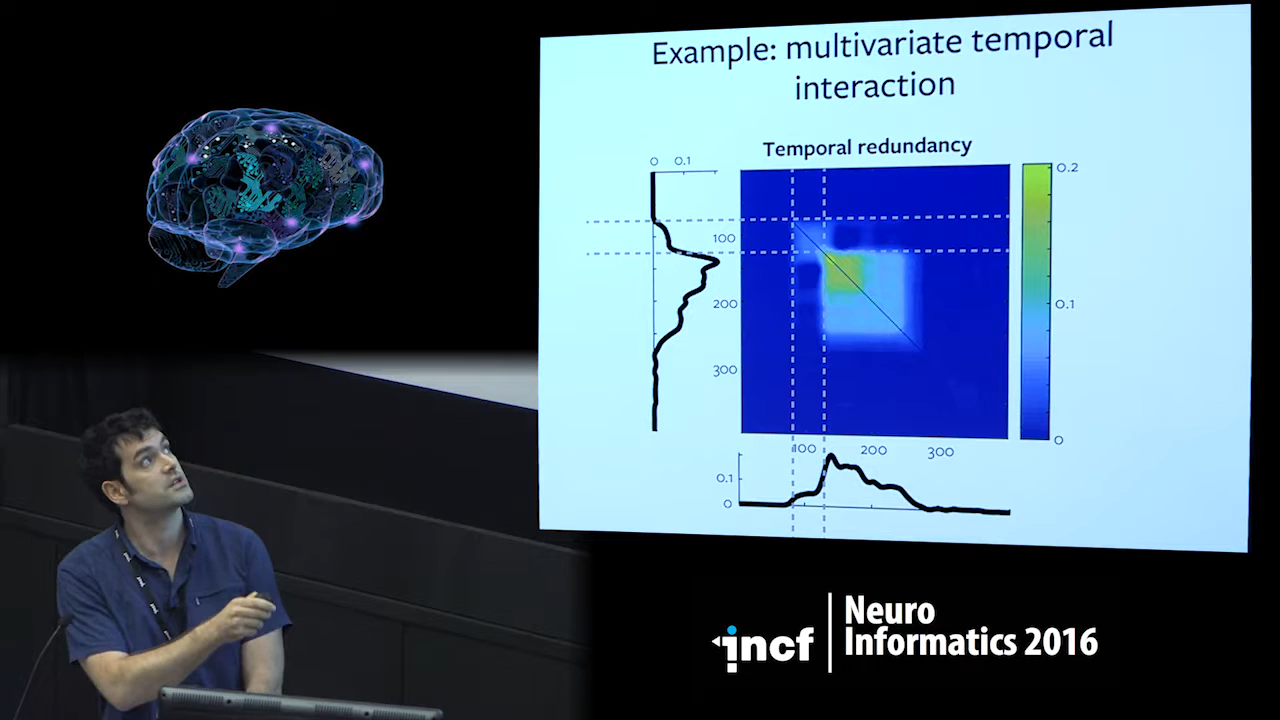 Example: multivariate temporal
interaction
Temporal redundancy
0 0.1
100
200
300
0.2
0.1
0
100 200 300
0.1
0
incf
Neuro
Informatics 2016